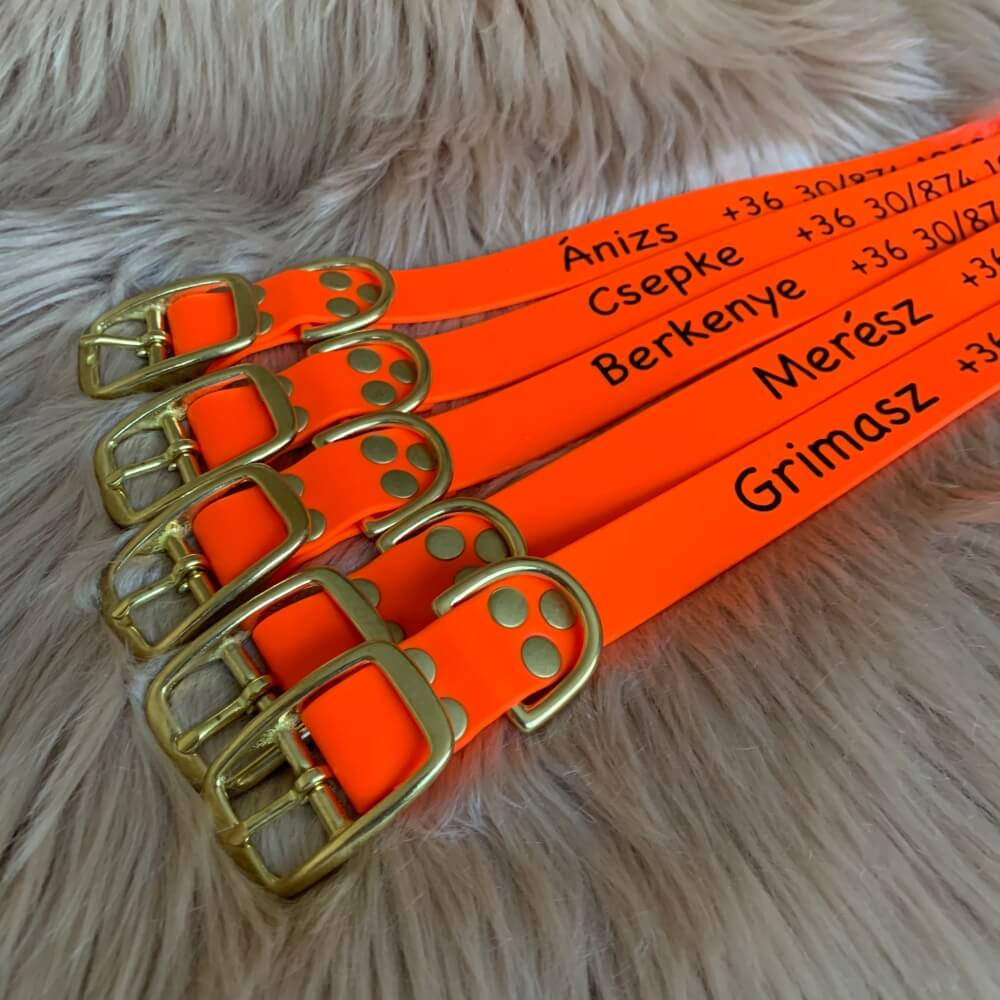 Ánizs +36 30/874
Csepke +36 30/874
Berkenye +36 30/87
Merész +36
Grimasz +36